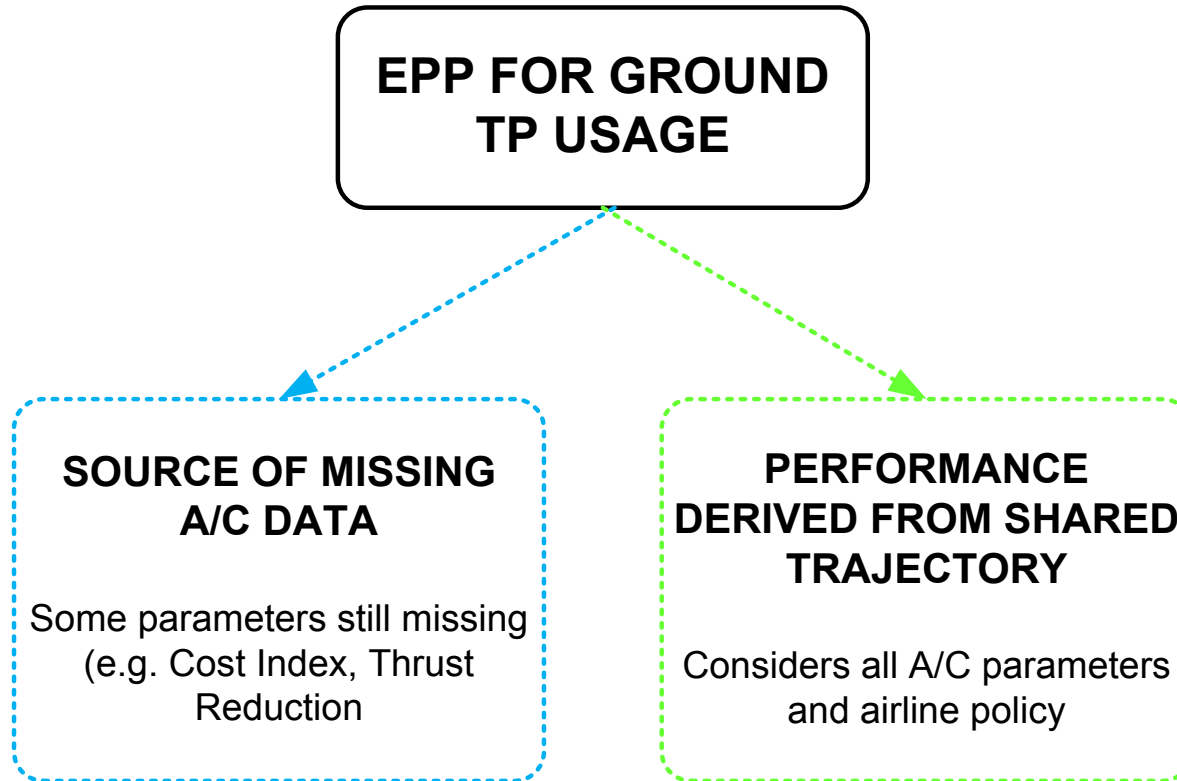 EPP FOR GROUND
TP USAGE
SOURCE OF MISSING
A/C DATA
Some parameters still missing
(e.g. Cost Index, Thrust
Reduction
PERFORMANCE
DERIVED FROM SHARED
TRAJECTORY
Considers all A/C parameters
and airline policy